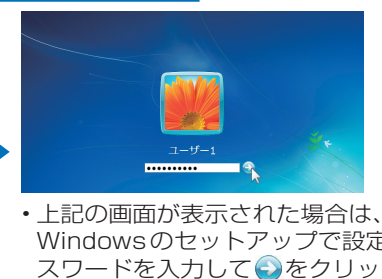 ユーザー1
••••••••••
・上記の画面が表示された場合は、
Windowsのセットアップで設定
スワードを入力して をクリッ